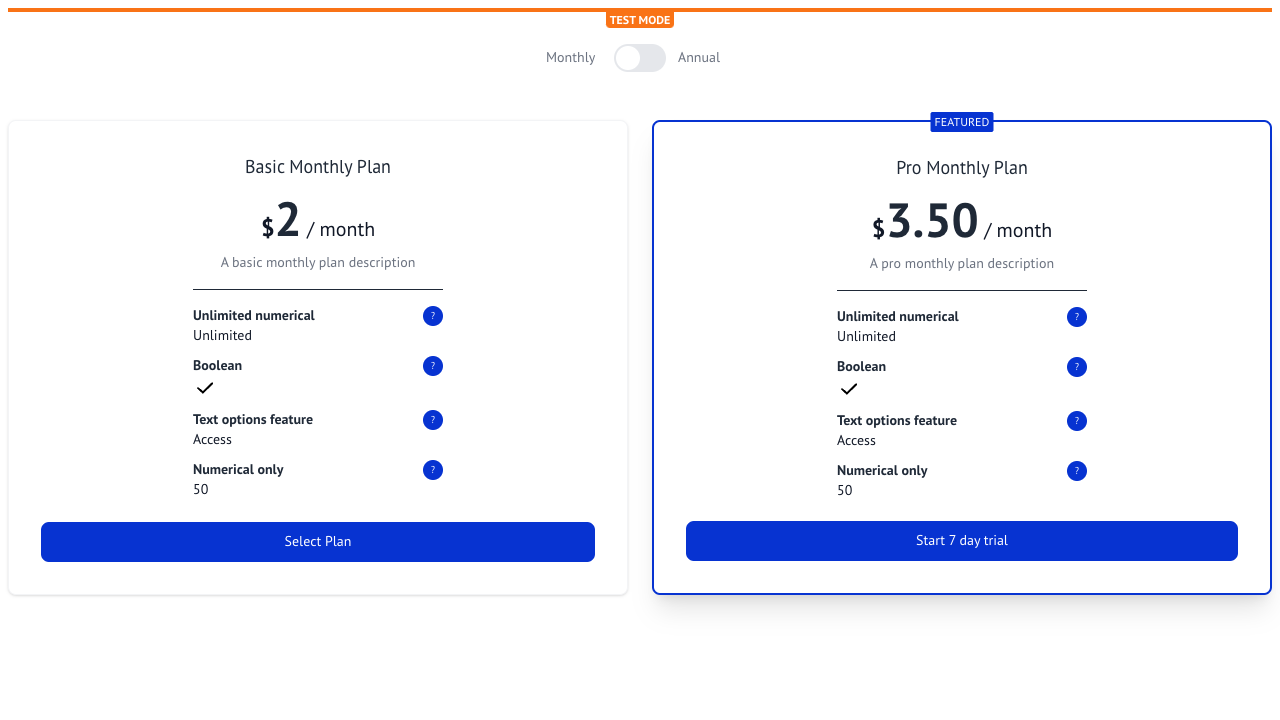 TEST MODE
Monthly Annual
Basic Monthly Plan
$2 / month
A basic monthly plan description
Unlimited numerical ?
Unlimited
Boolean ?
Text options feature ?
Access
Numerical only ?
50
Select Plan
FEATURED
Pro Monthly Plan
$3.50 / month
A pro monthly plan description
Unlimited numerical ?
Unlimited
Boolean ?
Text options feature ?
Access
Numerical only ?
50
Start 7 day trial